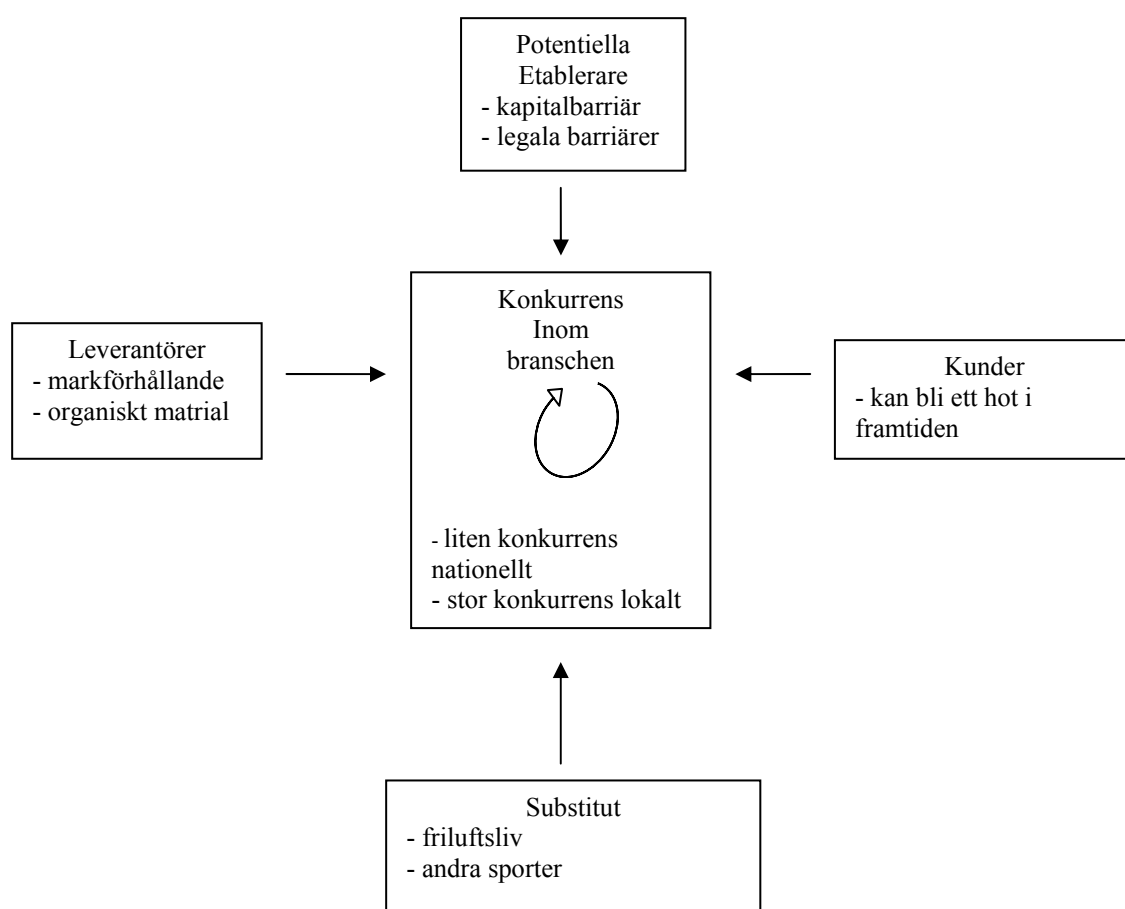 Potentiella
Etablerare
- kapitalbarriär
- legala barriärer
Konkurrens
Inom
branschen
- liten konkurrens
nationellt
- stor konkurrens lokalt
Leverantörer
- markförhållande
- organiskt matrial
Kunder
- kan bli ett hot i
framtiden
Substitut
- friluftsliv
- andra sporter